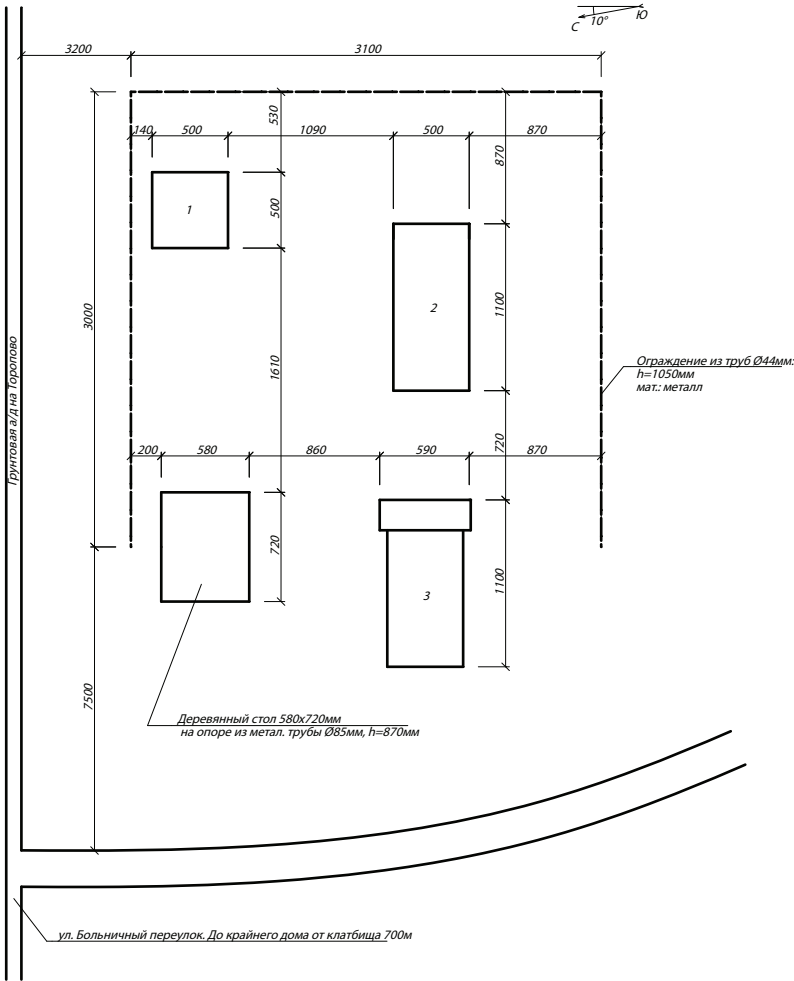 С 10° Ю
3200 3100
530
140 500 1090 500 870
870
1
500
2
3000
1100
Грунтовая а/д на Торопово
1610
Ограждение из труб Ø44мм:
h=1050мм
мат.: металл
720
200 580 860 590 870
720
3
1100
7500
Деревянный стол 580х720мм
на опоре из метал. трубы Ø85мм, h=870мм
ул. Больничный переулок. До крайнего дома от клатбища 700м